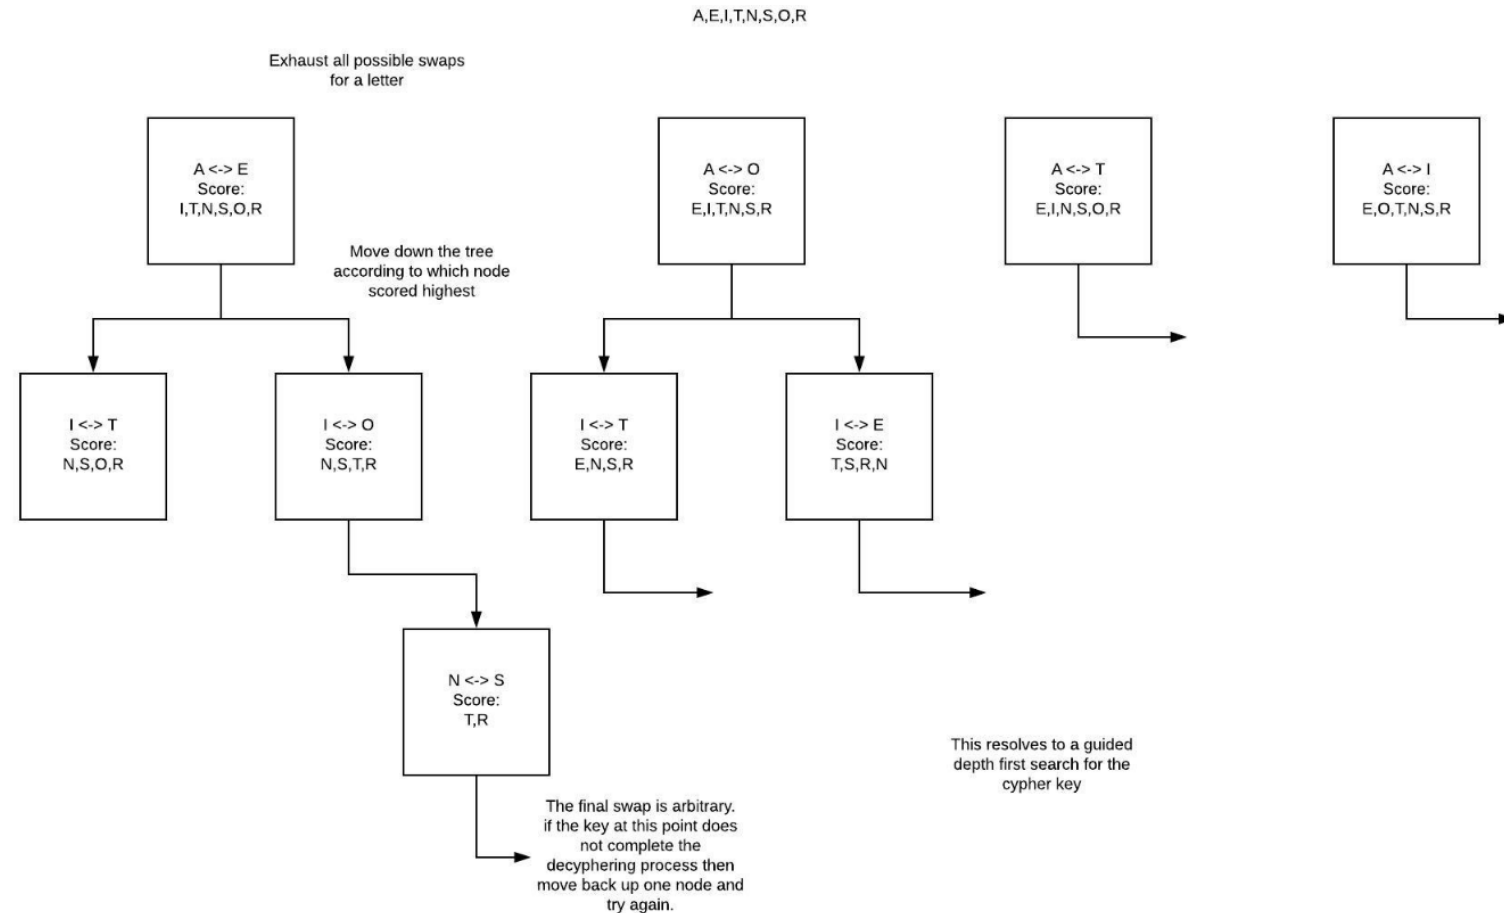 A,E,I,T,N,S,O,R
Exhaust all possible swaps
for a letter
A <-> E
Score:
I,T,N,S,O,R
A <-> O
Score:
E,I,T,N,S,R
A <-> T
Score:
E,I,N,S,O,R
A <-> I
Score:
E,O,T,N,S,R
Move down the tree
according to which node
scored highest
I <-> T
Score:
N,S,O,R
I <-> O
Score:
N,S,T,R
I <-> T
Score:
E,N,S,R
I <-> E
Score:
T,S,R,N
N <-> S
Score:
T,R
This resolves to a guided
depth first search for the
cypher key
The final swap is arbitrary.
if the key at this point does
not complete the
decyphering process then
move back up one node and
try again.